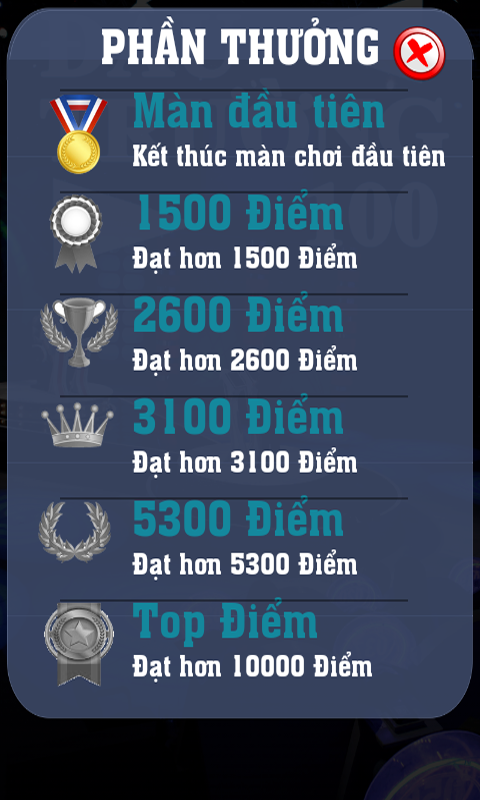 PHẦN THƯỞNG
Màn đầu tiên
Kết thúc màn chơi đầu tiên
1500 Điểm
Đạt hơn 1500 Điểm
2600 Điểm
Đạt hơn 2600 Điểm
3100 Điểm
Đạt hơn 3100 Điểm
5300 Điểm
Đạt hơn 5300 Điểm
Top Điểm
Đạt hơn 10000 Điểm